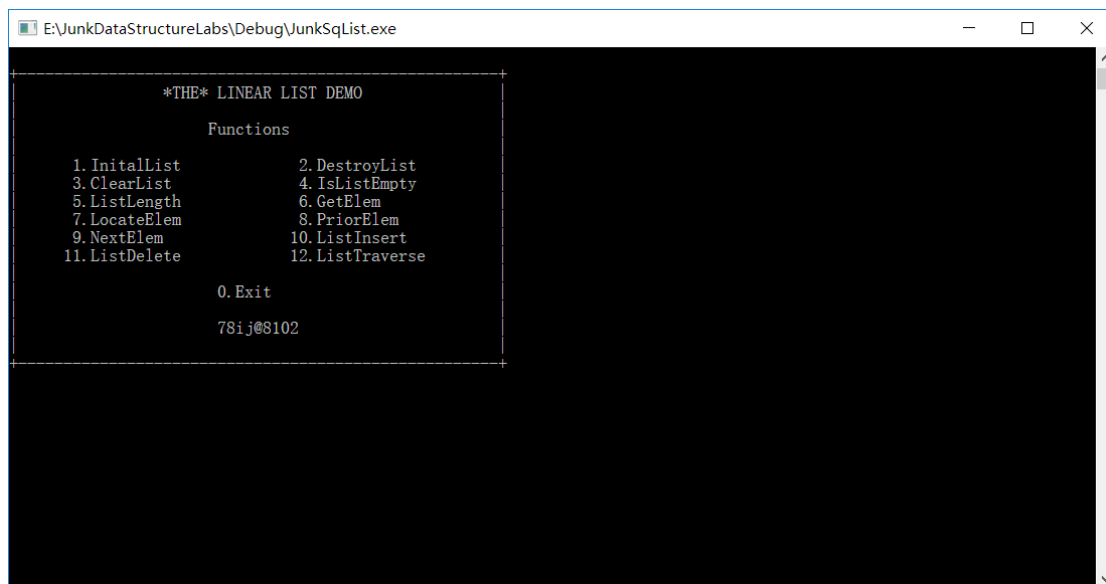 E:\JunkDataStructureLabs\Debug\JunkSqList.exe
*THE* LINEAR LIST DEMO
Functions
1.InitalList 2.DestroyList
3.ClearList 4.IsListEmpty
5.ListLength 6.GetElem
7.LocateElem 8.PriorElem
9.NextElem 10.ListInsert
11.ListDelete 12.ListTraverse
0.Exit
78ij@8102